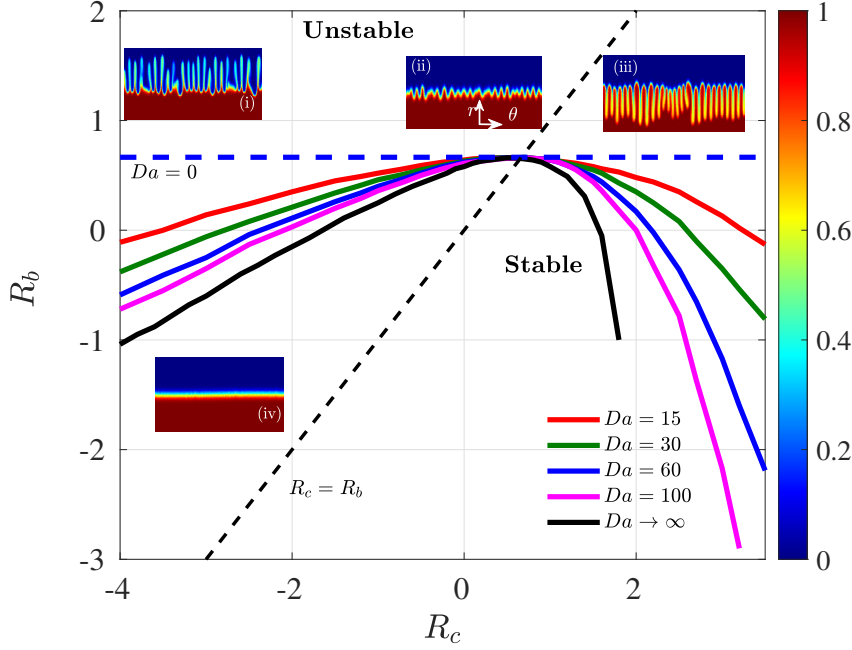 Unstable
(i)
(ii)
r
θ
(iii)
Da = 0
Stable
(iv)
R_c = R_b
Da = 15
Da = 30
Da = 60
Da = 100
Da → ∞
2
1
0
-1
-2
-3
-4
-2
0
2
R_b
R_c
1
0.8
0.6
0.4
0.2
0